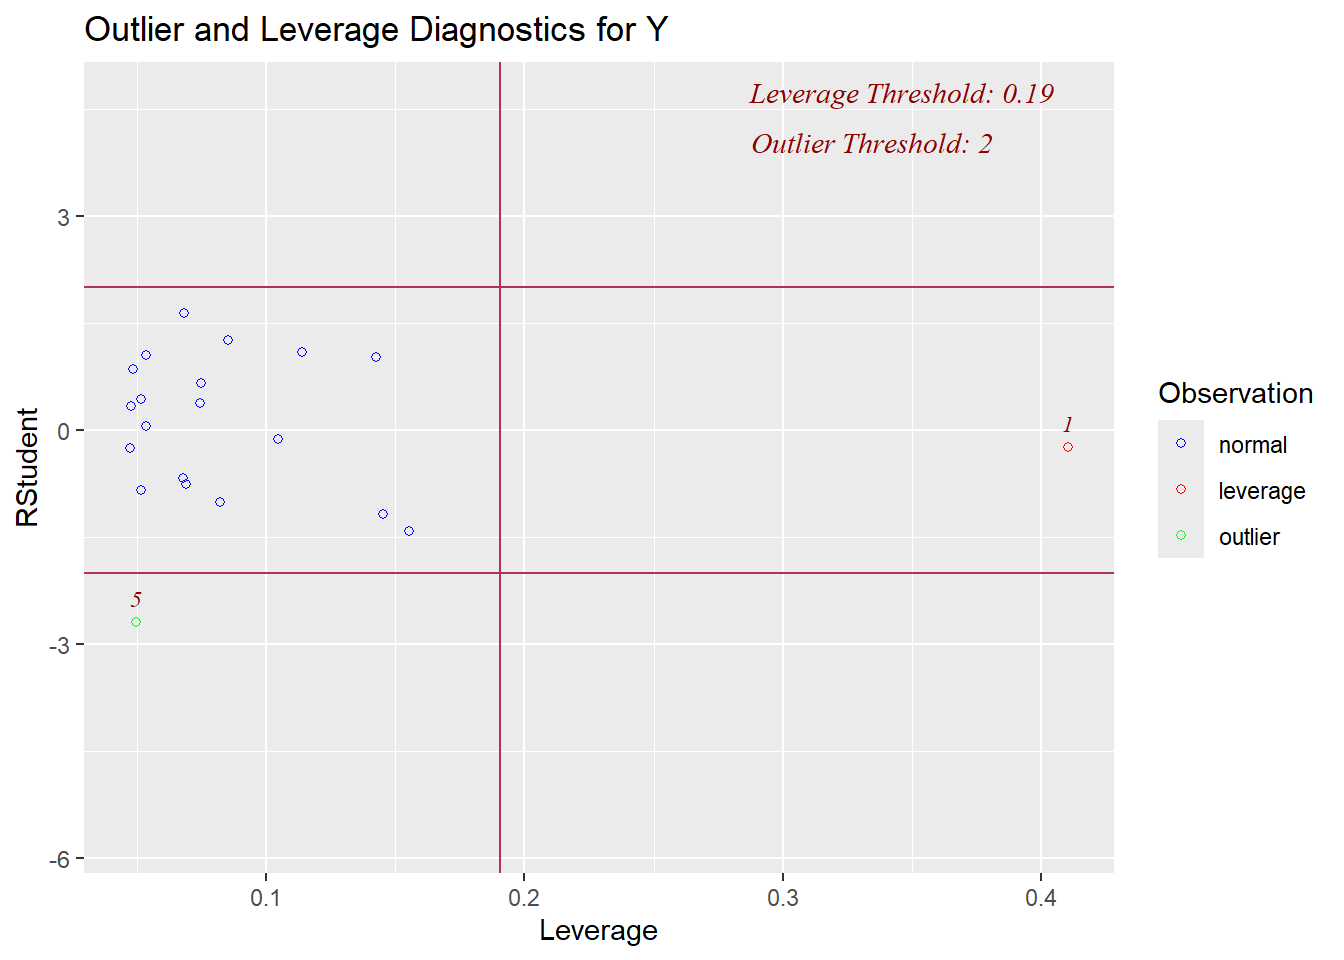 Outlier and Leverage Diagnostics for Y
Leverage Threshold: 0.19
Outlier Threshold: 2
3
0
-3
-6
RStudent
1
5
0.1
0.2
0.3
0.4
Leverage
Observation
normal
leverage
outlier